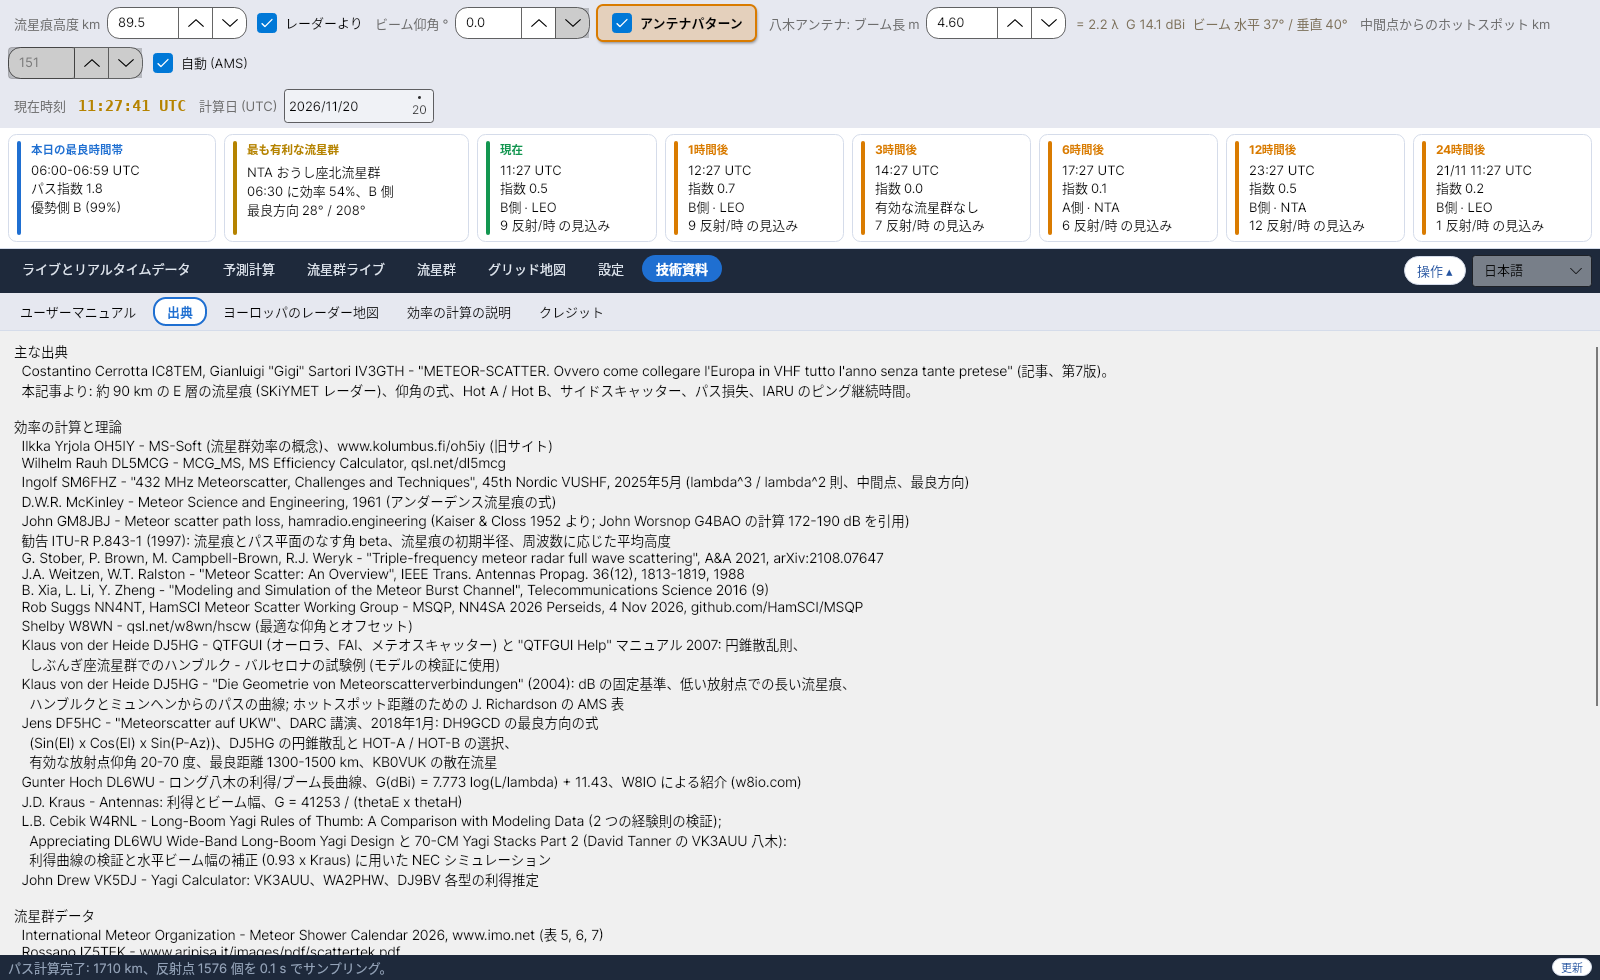 流星痕高度 km 89.5 レーダーより ビーム仰角 ° 0.0 アンテナパターン 八木アンテナ: ブーム長 m 4.60 = 2.2 λ G 14.1 dBi ビーム 水平 37° / 垂直 40° 中間点からのホットスポット km
151 自動 (AMS)
現在時刻 11:27:41 UTC 計算日 (UTC) 2026/11/20 20
本日の最良時間帯
06:00-06:59 UTC
パス指数 1.8
優勢側 B (99%)
最も有利な流星群
NTA おうし座北流星群
06:30 に効率 54%、B 側
最良方向 28° / 208°
現在
11:27 UTC
指数 0.5
B側 · LEO
9 反射/時 の見込み
1時間後
12:27 UTC
指数 0.7
B側 · LEO
9 反射/時 の見込み
3時間後
14:27 UTC
指数 0.0
有効な流星群なし
7 反射/時 の見込み
6時間後
17:27 UTC
指数 0.1
A側 · NTA
6 反射/時 の見込み
12時間後
23:27 UTC
指数 0.5
B側 · NTA
12 反射/時 の見込み
24時間後
21/11 11:27 UTC
指数 0.2
B側 · LEO
1 反射/時 の見込み
ライブとリアルタイムデータ 予測計算 流星群ライブ 流星群 グリッド地図 設定 技術資料 操作 ▴ 日本語
ユーザーマニュアル 出典 ヨーロッパのレーダー地図 効率の計算の説明 クレジット
主な出典
Costantino Cerrotta IC8TEM, Gianluigi "Gigi" Sartori IV3GTH - "METEOR-SCATTER. Ovvero come collegare l'Europa in VHF tutto l'anno senza tante pretese" (記事、第7版)。
本記事より: 約 90 km の E 層の流星痕 (SKiYMET レーダー)、仰角の式、Hot A / Hot B、サイドスキャッター、パス損失、IARU のピング継続時間。
効率の計算と理論
Ilkka Yrjola OH5IY - MS-Soft (流星群効率の概念)、www.kolumbus.fi/oh5iy (旧サイト)
Wilhelm Rauh DL5MCG - MCG_MS, MS Efficiency Calculator, qsl.net/dl5mcg
Ingolf SM6FHZ - "432 MHz Meteorscatter, Challenges and Techniques", 45th Nordic VUSHF, 2025年5月 (lambda^3 / lambda^2 則、中間点、最良方向)
D.W.R. McKinley - Meteor Science and Engineering, 1961 (アンダーデンス流星痕の式)
John GM8JBJ - Meteor scatter path loss, hamradio.engineering (Kaiser & Closs 1952 より; John Worsnop G4BAO の計算 172-190 dB を引用)
勧告 ITU-R P.843-1 (1997): 流星痕とパス平面のなす角 beta、流星痕の初期半径、周波数に応じた平均高度
G. Stober, P. Brown, M. Campbell-Brown, R.J. Weryk - "Triple-frequency meteor radar full wave scattering", A&A 2021, arXiv:2108.07647
J.A. Weitzen, W.T. Ralston - "Meteor Scatter: An Overview", IEEE Trans. Antennas Propag. 36(12), 1813-1819, 1988
B. Xia, L. Li, Y. Zheng - "Modeling and Simulation of the Meteor Burst Channel", Telecommunications Science 2016 (9)
Rob Suggs NN4NT, HamSCI Meteor Scatter Working Group - MSQP, NN4SA 2026 Perseids, 4 Nov 2026, github.com/HamSCI/MSQP
Shelby W8WN - qsl.net/w8wn/hscw (最適な仰角とオフセット)
Klaus von der Heide DJ5HG - QTFGUI (オーロラ、FAI、メテオスキャッター) と "QTFGUI Help" マニュアル 2007: 円錐散乱則、
しぶんぎ座流星群でのハンブルク - バルセロナの試験例 (モデルの検証に使用)
Klaus von der Heide DJ5HG - "Die Geometrie von Meteorscatterverbindungen" (2004): dB の固定基準、低い放射点での長い流星痕、
ハンブルクとミュンヘンからのパスの曲線; ホットスポット距離のための J. Richardson の AMS 表
Jens DF5HC - "Meteorscatter auf UKW"、DARC 講演、2018年1月: DH9GCD の最良方向の式
(Sin(El) x Cos(El) x Sin(P-Az))、DJ5HG の円錐散乱と HOT-A / HOT-B の選択、
有効な放射点仰角 20-70 度、最良距離 1300-1500 km、KB0VUK の散在流星
Gunter Hoch DL6WU - ロング八木の利得/ブーム長曲線、G(dBi) = 7.773 log(L/lambda) + 11.43、W8IO による紹介 (w8io.com)
J.D. Kraus - Antennas: 利得とビーム幅、G = 41253 / (thetaE x thetaH)
L.B. Cebik W4RNL - Long-Boom Yagi Rules of Thumb: A Comparison with Modeling Data (2 つの経験則の検証);
Appreciating DL6WU Wide-Band Long-Boom Yagi Design と 70-CM Yagi Stacks Part 2 (David Tanner の VK3AUU 八木):
利得曲線の検証と水平ビーム幅の補正 (0.93 x Kraus) に用いた NEC シミュレーション
John Drew VK5DJ - Yagi Calculator: VK3AUU、WA2PHW、DJ9BV 各型の利得推定
流星群データ
International Meteor Organization - Meteor Shower Calendar 2026, www.imo.net (表 5, 6, 7)
Rossano IZ5TEK - www.aripisa.it/images/pdf/scattertek.pdf
パス計算完了: 1710 km、反射点 1576 個を 0.1 s でサンプリング。 更新